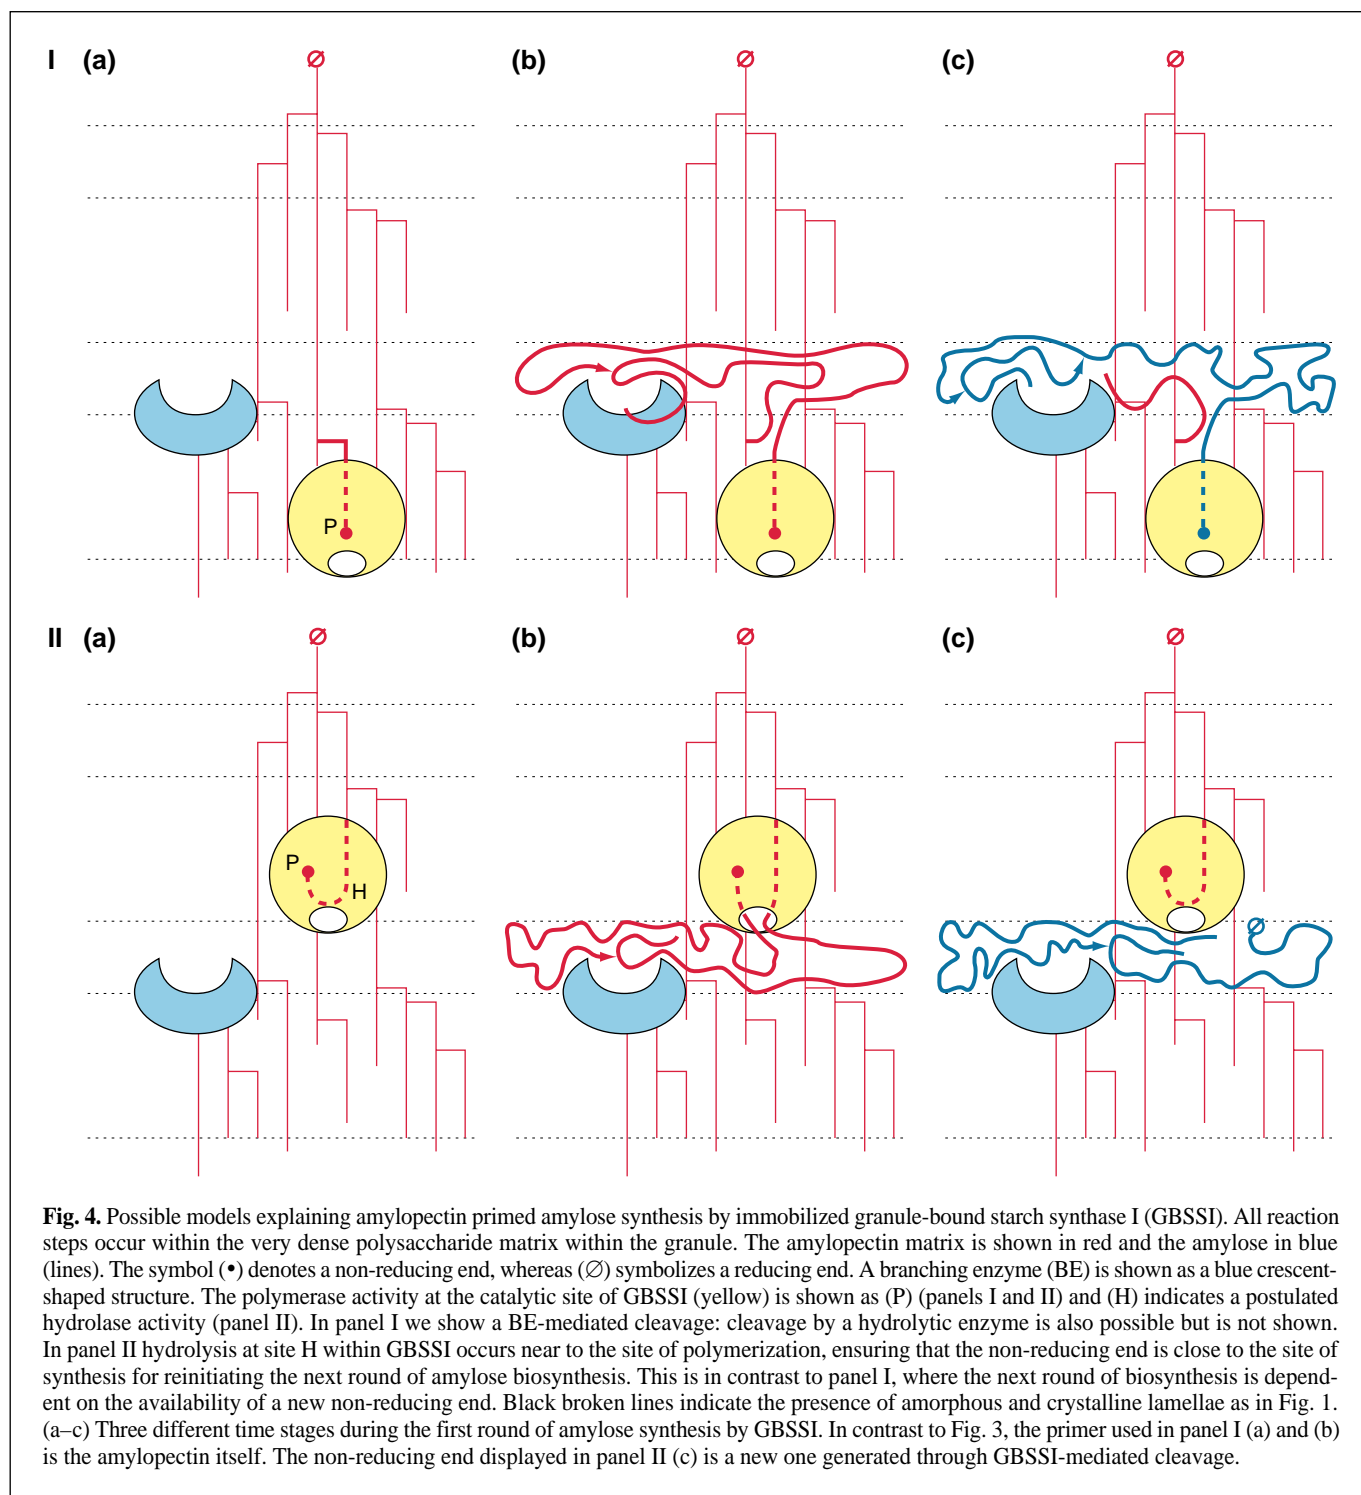 I (a) (b) (c)
∅ ∅ ∅
P
II (a) (b) (c)
∅ ∅ ∅
P
H
∅
Fig. 4. Possible models explaining amylopectin primed amylose synthesis by immobilized granule-bound starch synthase I (GBSSI). All reaction
steps occur within the very dense polysaccharide matrix within the granule. The amylopectin matrix is shown in red and the amylose in blue
(lines). The symbol (•) denotes a non-reducing end, whereas (∅) symbolizes a reducing end. A branching enzyme (BE) is shown as a blue crescent-
shaped structure. The polymerase activity at the catalytic site of GBSSI (yellow) is shown as (P) (panels I and II) and (H) indicates a postulated
hydrolase activity (panel II). In panel I we show a BE-mediated cleavage: cleavage by a hydrolytic enzyme is also possible but is not shown.
In panel II hydrolysis at site H within GBSSI occurs near to the site of polymerization, ensuring that the non-reducing end is close to the site of
synthesis for reinitiating the next round of amylose biosynthesis. This is in contrast to panel I, where the next round of biosynthesis is depend-
ent on the availability of a new non-reducing end. Black broken lines indicate the presence of amorphous and crystalline lamellae as in Fig. 1.
(a–c) Three different time stages during the first round of amylose synthesis by GBSSI. In contrast to Fig. 3, the primer used in panel I (a) and (b)
is the amylopectin itself. The non-reducing end displayed in panel II (c) is a new one generated through GBSSI-mediated cleavage.